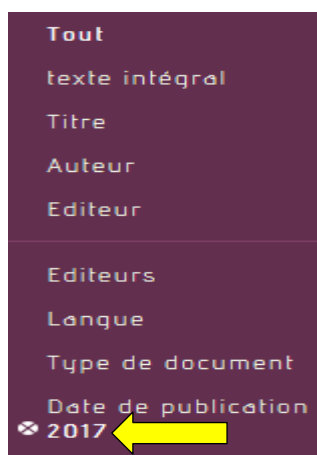 Tout
texte intégral
Titre
Auteur
Editeur
Editeurs
Langue
Type de document
Date de publication
2017